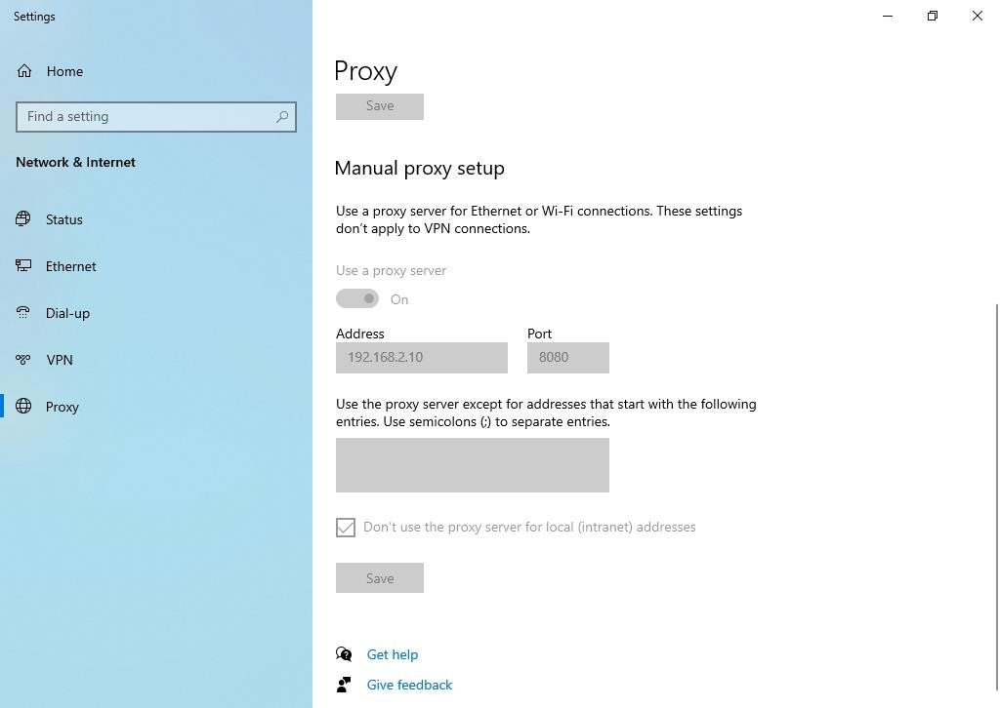 Settings
Home
Find a setting
Network & Internet
Status
Ethernet
Dial-up
VPN
Proxy
Proxy
Save
Manual proxy setup
Use a proxy server for Ethernet or Wi-Fi connections. These settings
don't apply to VPN connections.
Use a proxy server
On
Address Port
192.168.2.10 8080
Use the proxy server except for addresses that start with the following
entries. Use semicolons (;) to separate entries.
Don't use the proxy server for local (intranet) addresses
Save
Get help
Give feedback